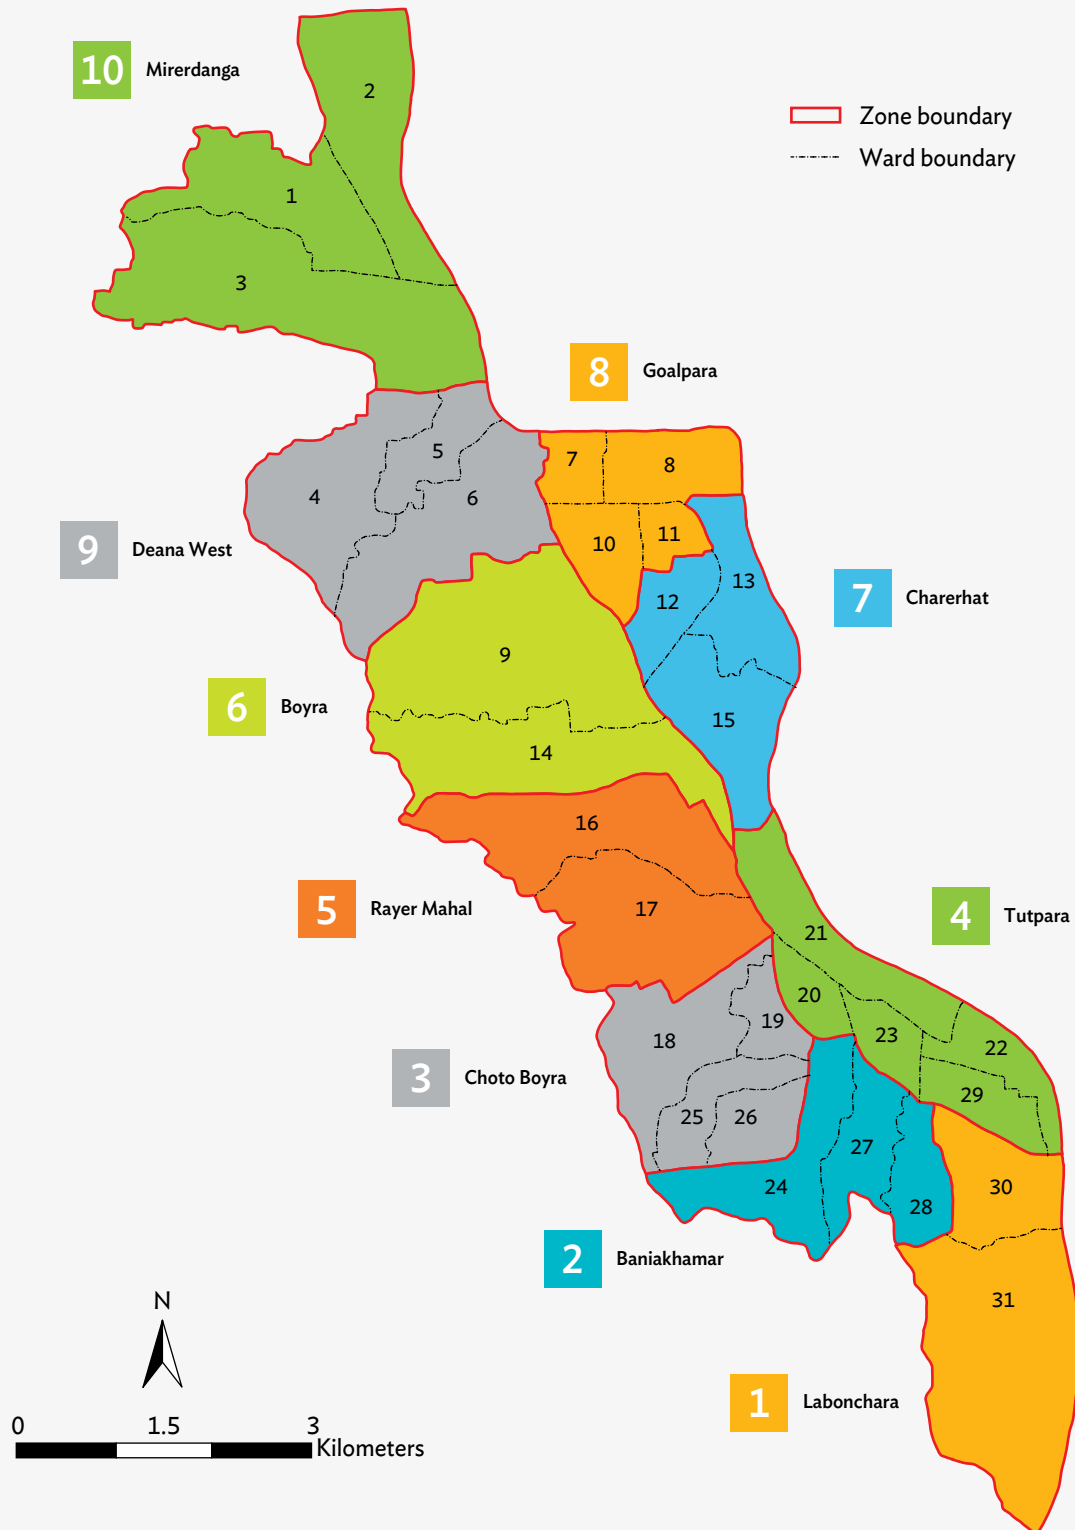 10 Mirerdanga
2
Zone boundary
Ward boundary
1
3
8 Goalpara
5
7
8
4
6
11
10
9 Deana West
13
12
7 Charerhat
9
6 Boyra
15
14
16
5 Rayer Mahal
17
4 Tutpara
21
20
19
23
18
22
3 Choto Boyra
29
25
26
27
24
30
28
2 Baniakhamar
N
31
1 Labonchara
0 1.5 3
Kilometers